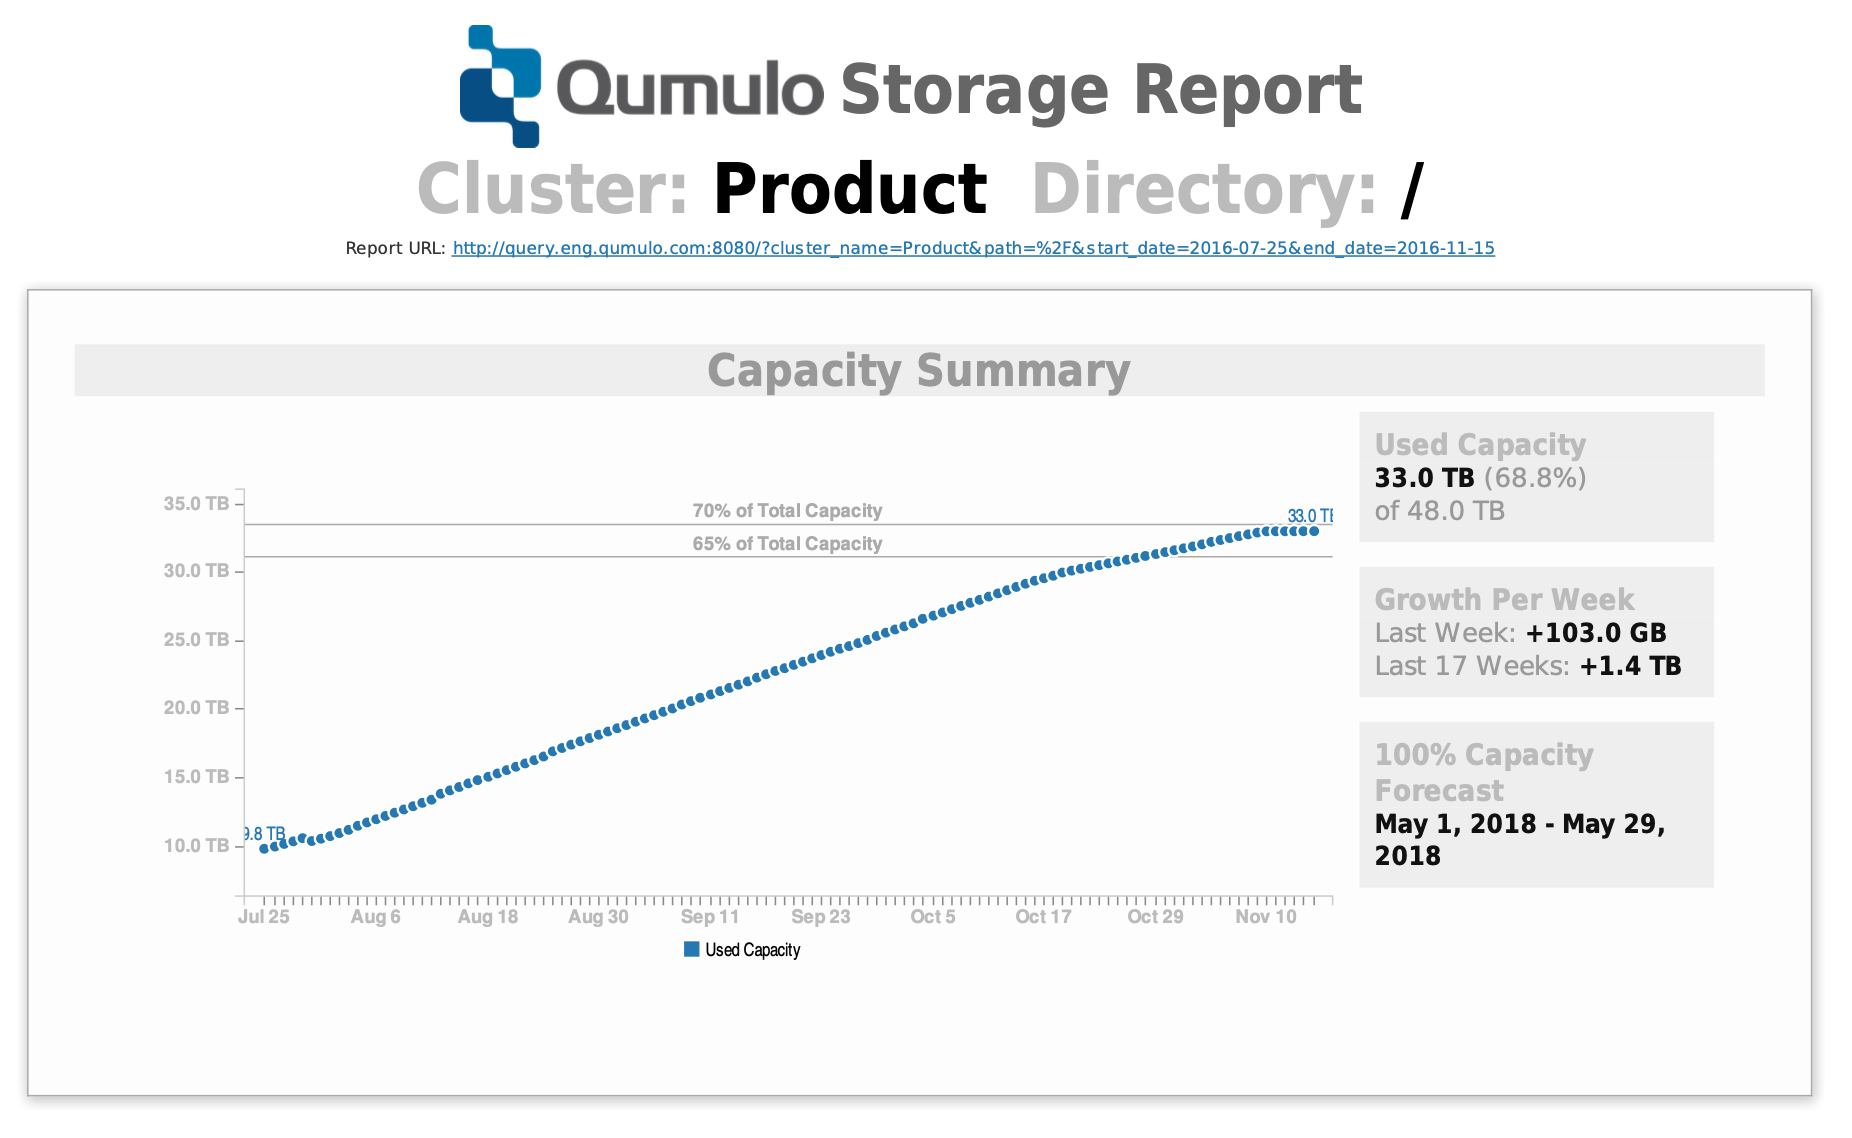 Qumulo Storage Report
Cluster: Product Directory: /
Report URL: http://query.eng.qumulo.com:8080/?cluster_name=Product&path=%2F&start_date=2016-07-25&end_date=2016-11-15
Capacity Summary
35.0 TB
30.0 TB
25.0 TB
20.0 TB
15.0 TB
10.0 TB
70% of Total Capacity
65% of Total Capacity
33.0 TB
9.8 TB
Jul 25 Aug 6 Aug 18 Aug 30 Sep 11 Sep 23 Oct 5 Oct 17 Oct 29 Nov 10
Used Capacity
Used Capacity
33.0 TB (68.8%)
of 48.0 TB
Growth Per Week
Last Week: +103.0 GB
Last 17 Weeks: +1.4 TB
100% Capacity
Forecast
May 1, 2018 - May 29,
2018